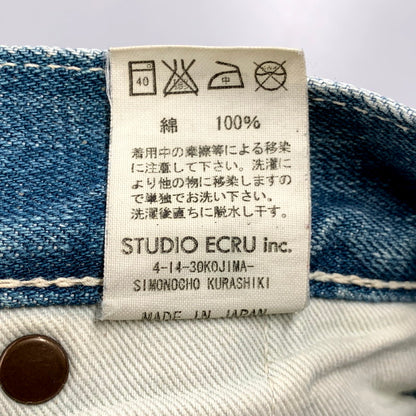 40 中
綿 100%
着用中の摩擦等による移染
に注意して下さい。洗濯
により他の物に移染しますの
で単独でお洗い下さい。
洗濯後直ちに脱水し干す。
STUDIO ECRU inc.
4-14-30KOJIMA-
SIMONOCHO KURASHIKI
MADE IN JAPAN